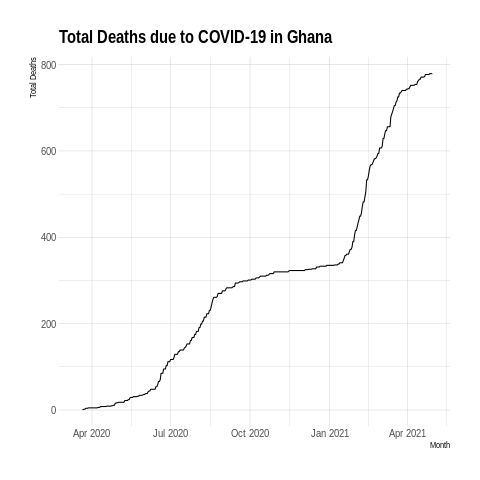 Total Deaths due to COVID-19 in Ghana
Total Deaths
800
600
400
200
0
Apr 2020 Jul 2020 Oct 2020 Jan 2021 Apr 2021
Month